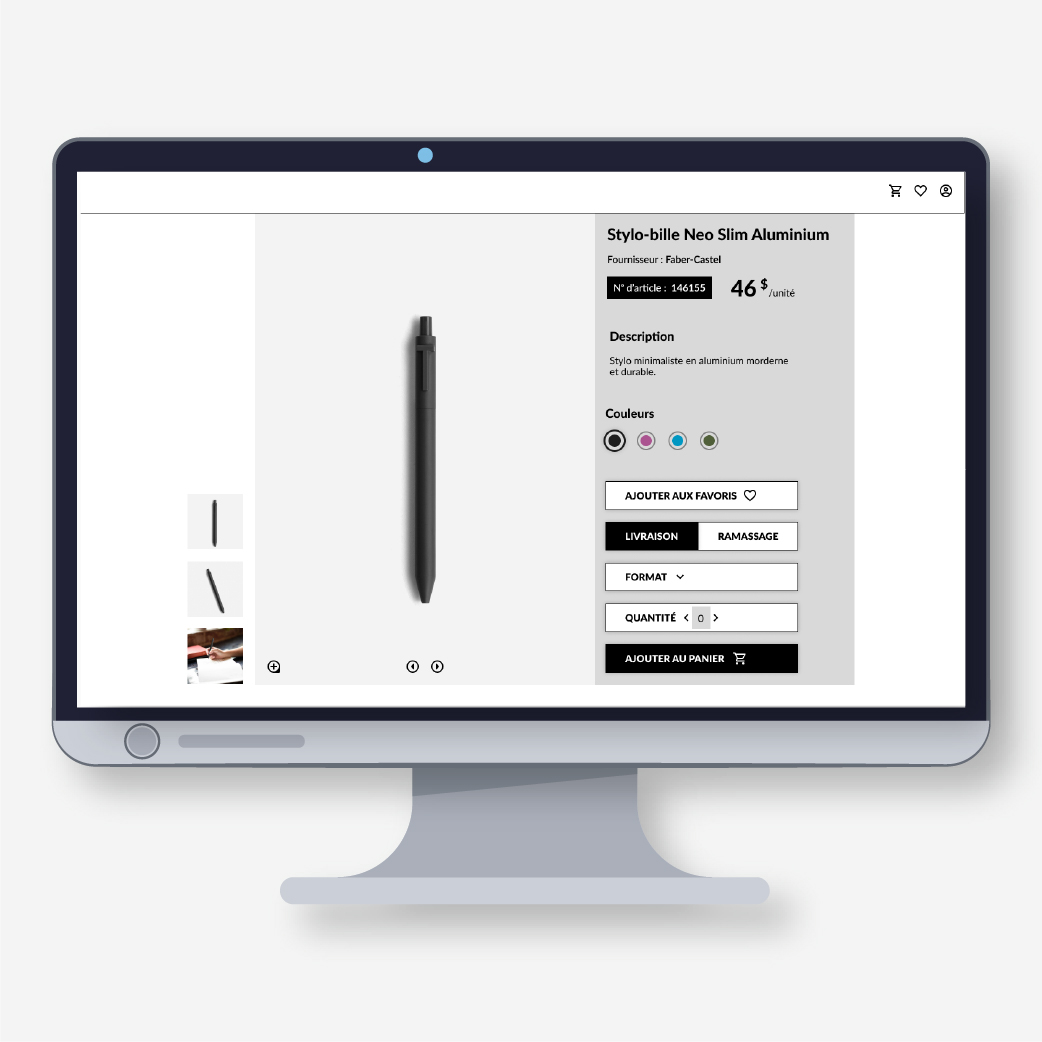 Stylo-bille Neo Slim Aluminium
Fournisseur : Faber-Castel
N° d'article : 146155
46 $ /unité
Description
Stylo minimaliste en aluminium morderne
et durable.
Couleurs
AJOUTER AUX FAVORIS
LIVRAISON RAMASSAGE
FORMAT
QUANTITÉ 0
AJOUTER AU PANIER